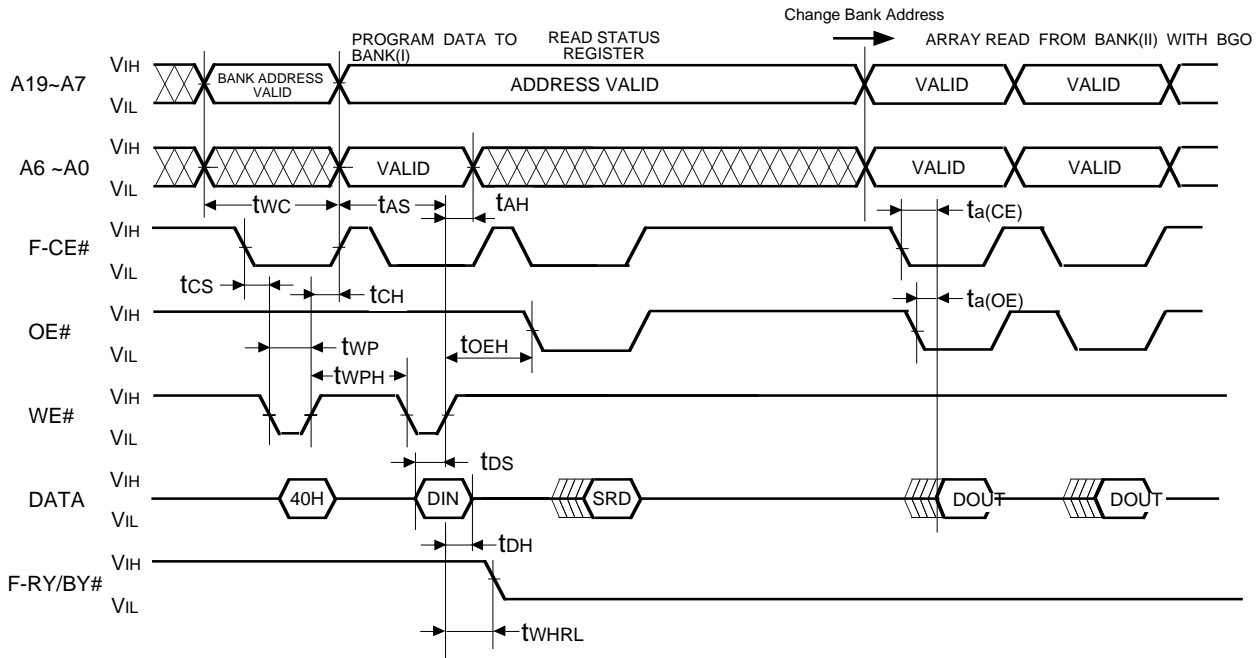 Change Bank Address
PROGRAM DATA TO BANK(I)
READ STATUS REGISTER
ARRAY READ FROM BANK(II) WITH BGO
A19~A7
VIH
VIL
BANK ADDRESS VALID
ADDRESS VALID
VALID
VALID
A6 ~A0
VIH
VIL
VALID
VALID
VALID
tWC
tAS
tAH
ta(CE)
F-CE#
VIH
VIL
tCS
tCH
ta(OE)
OE#
VIH
VIL
tWP
tOEH
tWPH
WE#
VIH
VIL
tDS
DATA
VIH
VIL
40H
DIN
SRD
DOUT
DOUT
tDH
F-RY/BY#
VIH
VIL
tWHRL